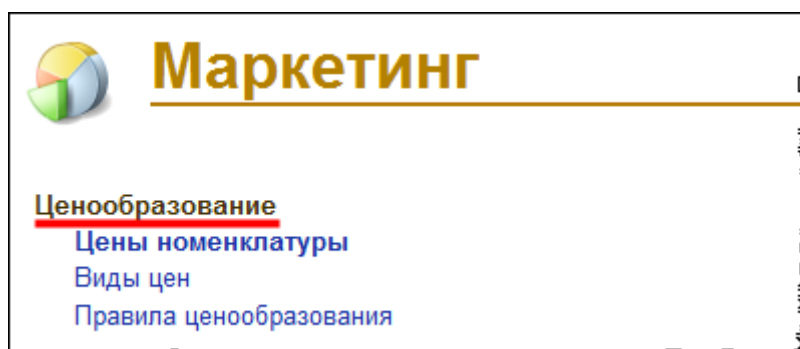 Маркетинг
Ценообразование
Цены номенклатуры
Виды цен
Правила ценообразования